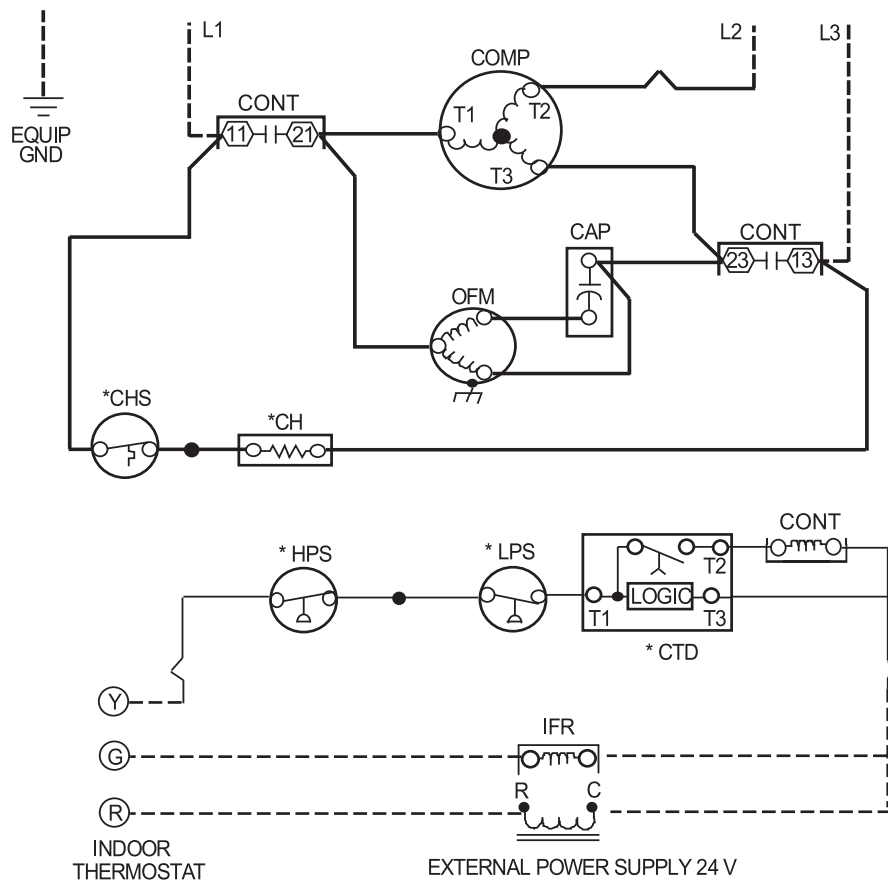 L1
L2
L3
COMP
CONT
EQUIP
GND
11
21
T1
T2
T3
CAP
CONT
23
13
OFM
*CHS
*CH
CONT
* HPS
* LPS
T2
LOGIC
T1
T3
* CTD
Y
IFR
G
R
C
R
INDOOR
THERMOSTAT
EXTERNAL POWER SUPPLY 24 V